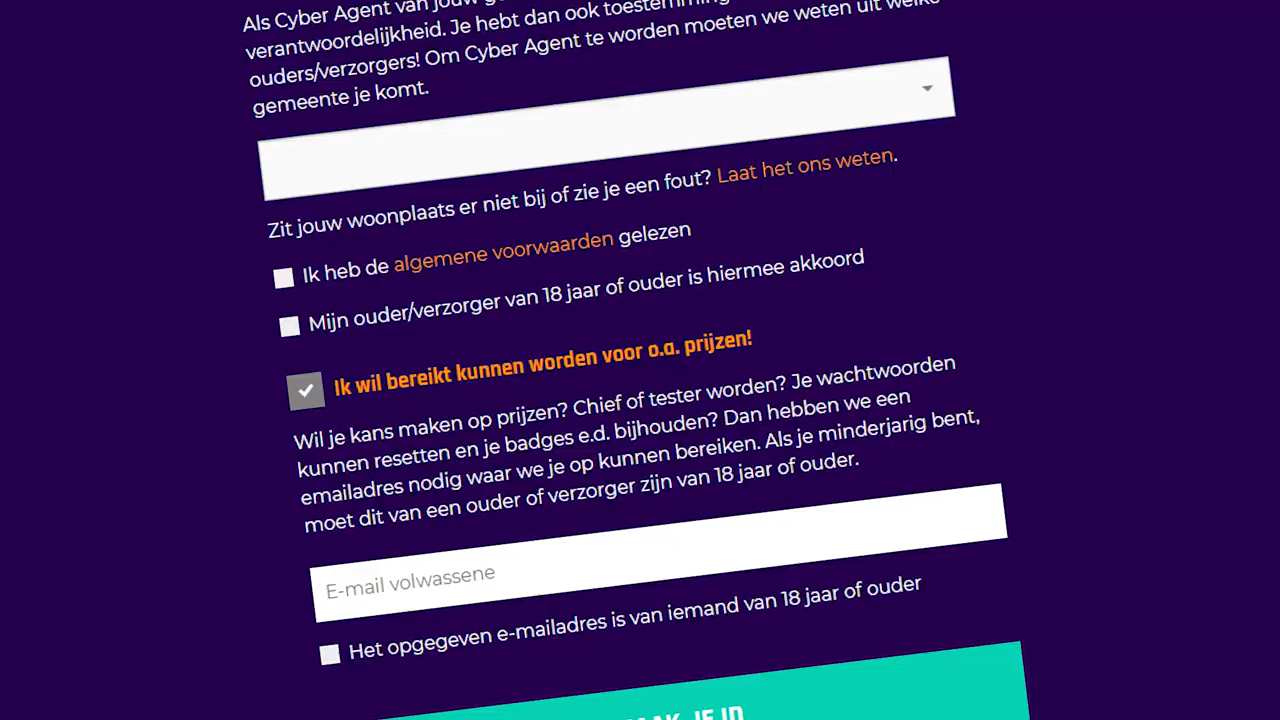 Als Cyber Agent van jouw
verantwoordelijkheid. Je hebt dan ook toestemming
ouders/verzorgers! Om Cyber Agent te worden moeten we weten uit welke
gemeente je komt.
Zit jouw woonplaats er niet bij of zie je een fout? Laat het ons weten.
Ik heb de algemene voorwaarden gelezen
Mijn ouder/verzorger van 18 jaar of ouder is hiermee akkoord
Ik wil bereikt kunnen worden voor o.a. prijzen!
Wil je kans maken op prijzen? Chief of tester worden? Je wachtwoorden
kunnen resetten en je badges e.d. bijhouden? Dan hebben we een
emailadres nodig waar we je op kunnen bereiken. Als je minderjarig bent,
moet dit van een ouder of verzorger zijn van 18 jaar of ouder.
E-mail volwassene
Het opgegeven e-mailadres is van iemand van 18 jaar of ouder
JE ID